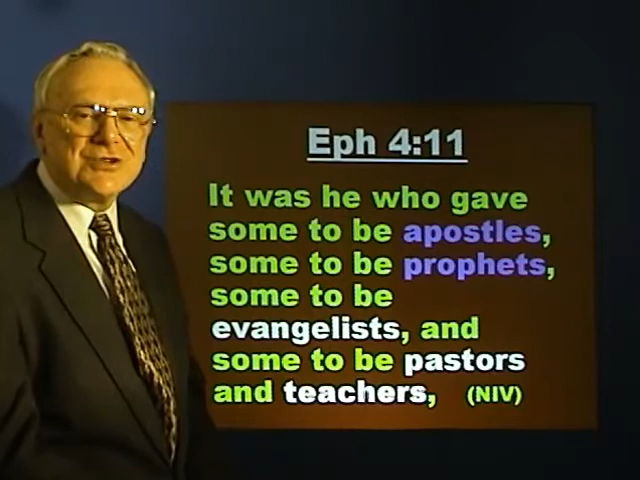 Eph 4:11
It was he who gave
some to be apostles,
some to be prophets,
some to be
evangelists, and
some to be pastors
and teachers, (NIV)